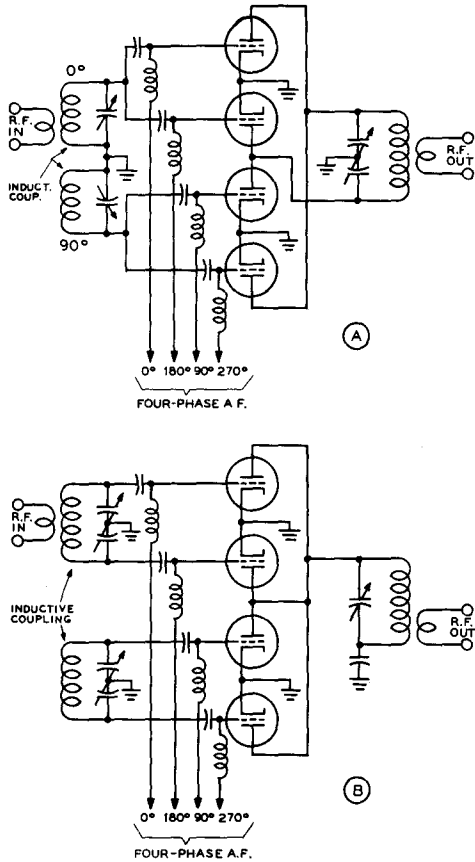 0°
R.F.
IN
INDUCT.
COUP.
90°
R.F.
OUT
A
0° 180° 90° 270°
FOUR-PHASE A.F.
R.F.
IN
INDUCTIVE
COUPLING
R.F.
OUT
B
0° 180° 90° 270°
FOUR-PHASE A.F.